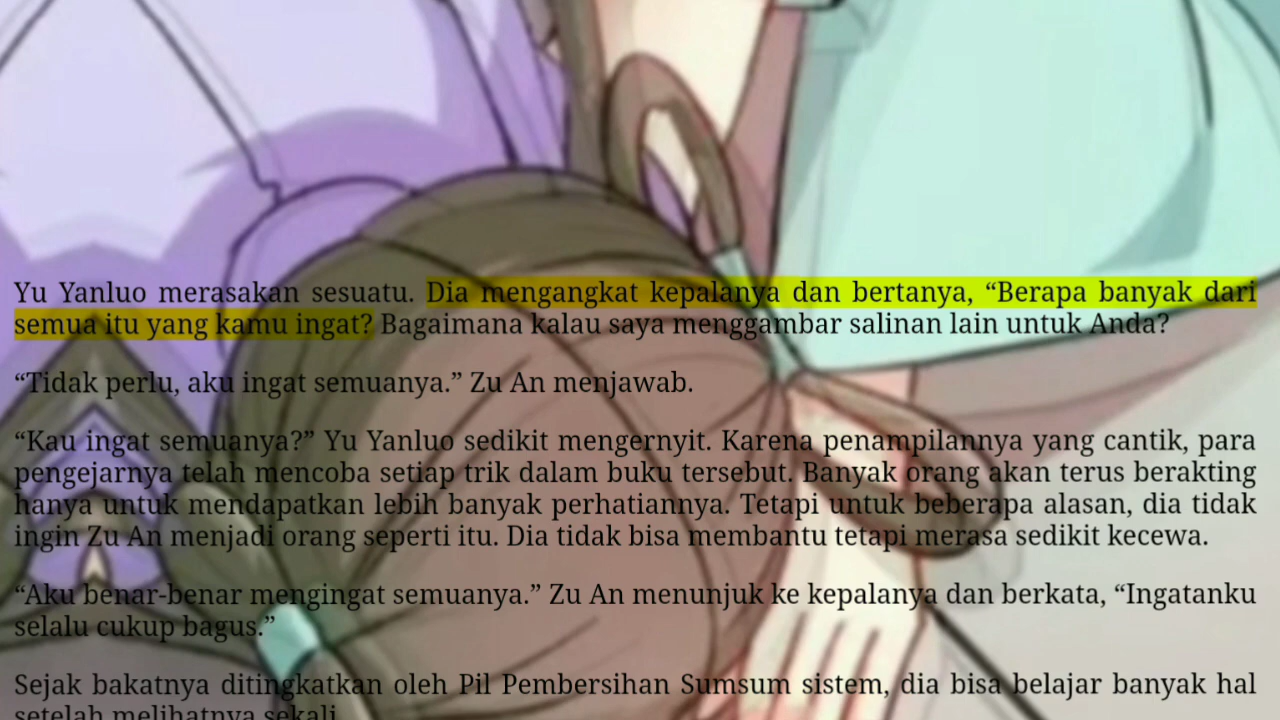 Yu Yanluo merasakan sesuatu. Dia mengangkat kepalanya dan bertanya, “Berapa banyak dari
semua itu yang kamu ingat? Bagaimana kalau saya menggambar salinan lain untuk Anda?
“Tidak perlu, aku ingat semuanya.” Zu An menjawab.
“Kau ingat semuanya?” Yu Yanluo sedikit mengernyit. Karena penampilannya yang cantik, para
pengejarnya telah mencoba setiap trik dalam buku tersebut. Banyak orang akan terus berakting
hanya untuk mendapatkan lebih banyak perhatiannya. Tetapi untuk beberapa alasan, dia tidak
ingin Zu An menjadi orang seperti itu. Dia tidak bisa membantu tetapi merasa sedikit kecewa.
“Aku benar-benar mengingat semuanya.” Zu An menunjuk ke kepalanya dan berkata, “Ingatanku
selalu cukup bagus.”
Sejak bakatnya ditingkatkan oleh Pil Pembersihan Sumsum sistem, dia bisa belajar banyak hal
setelah melihatnya sekali.